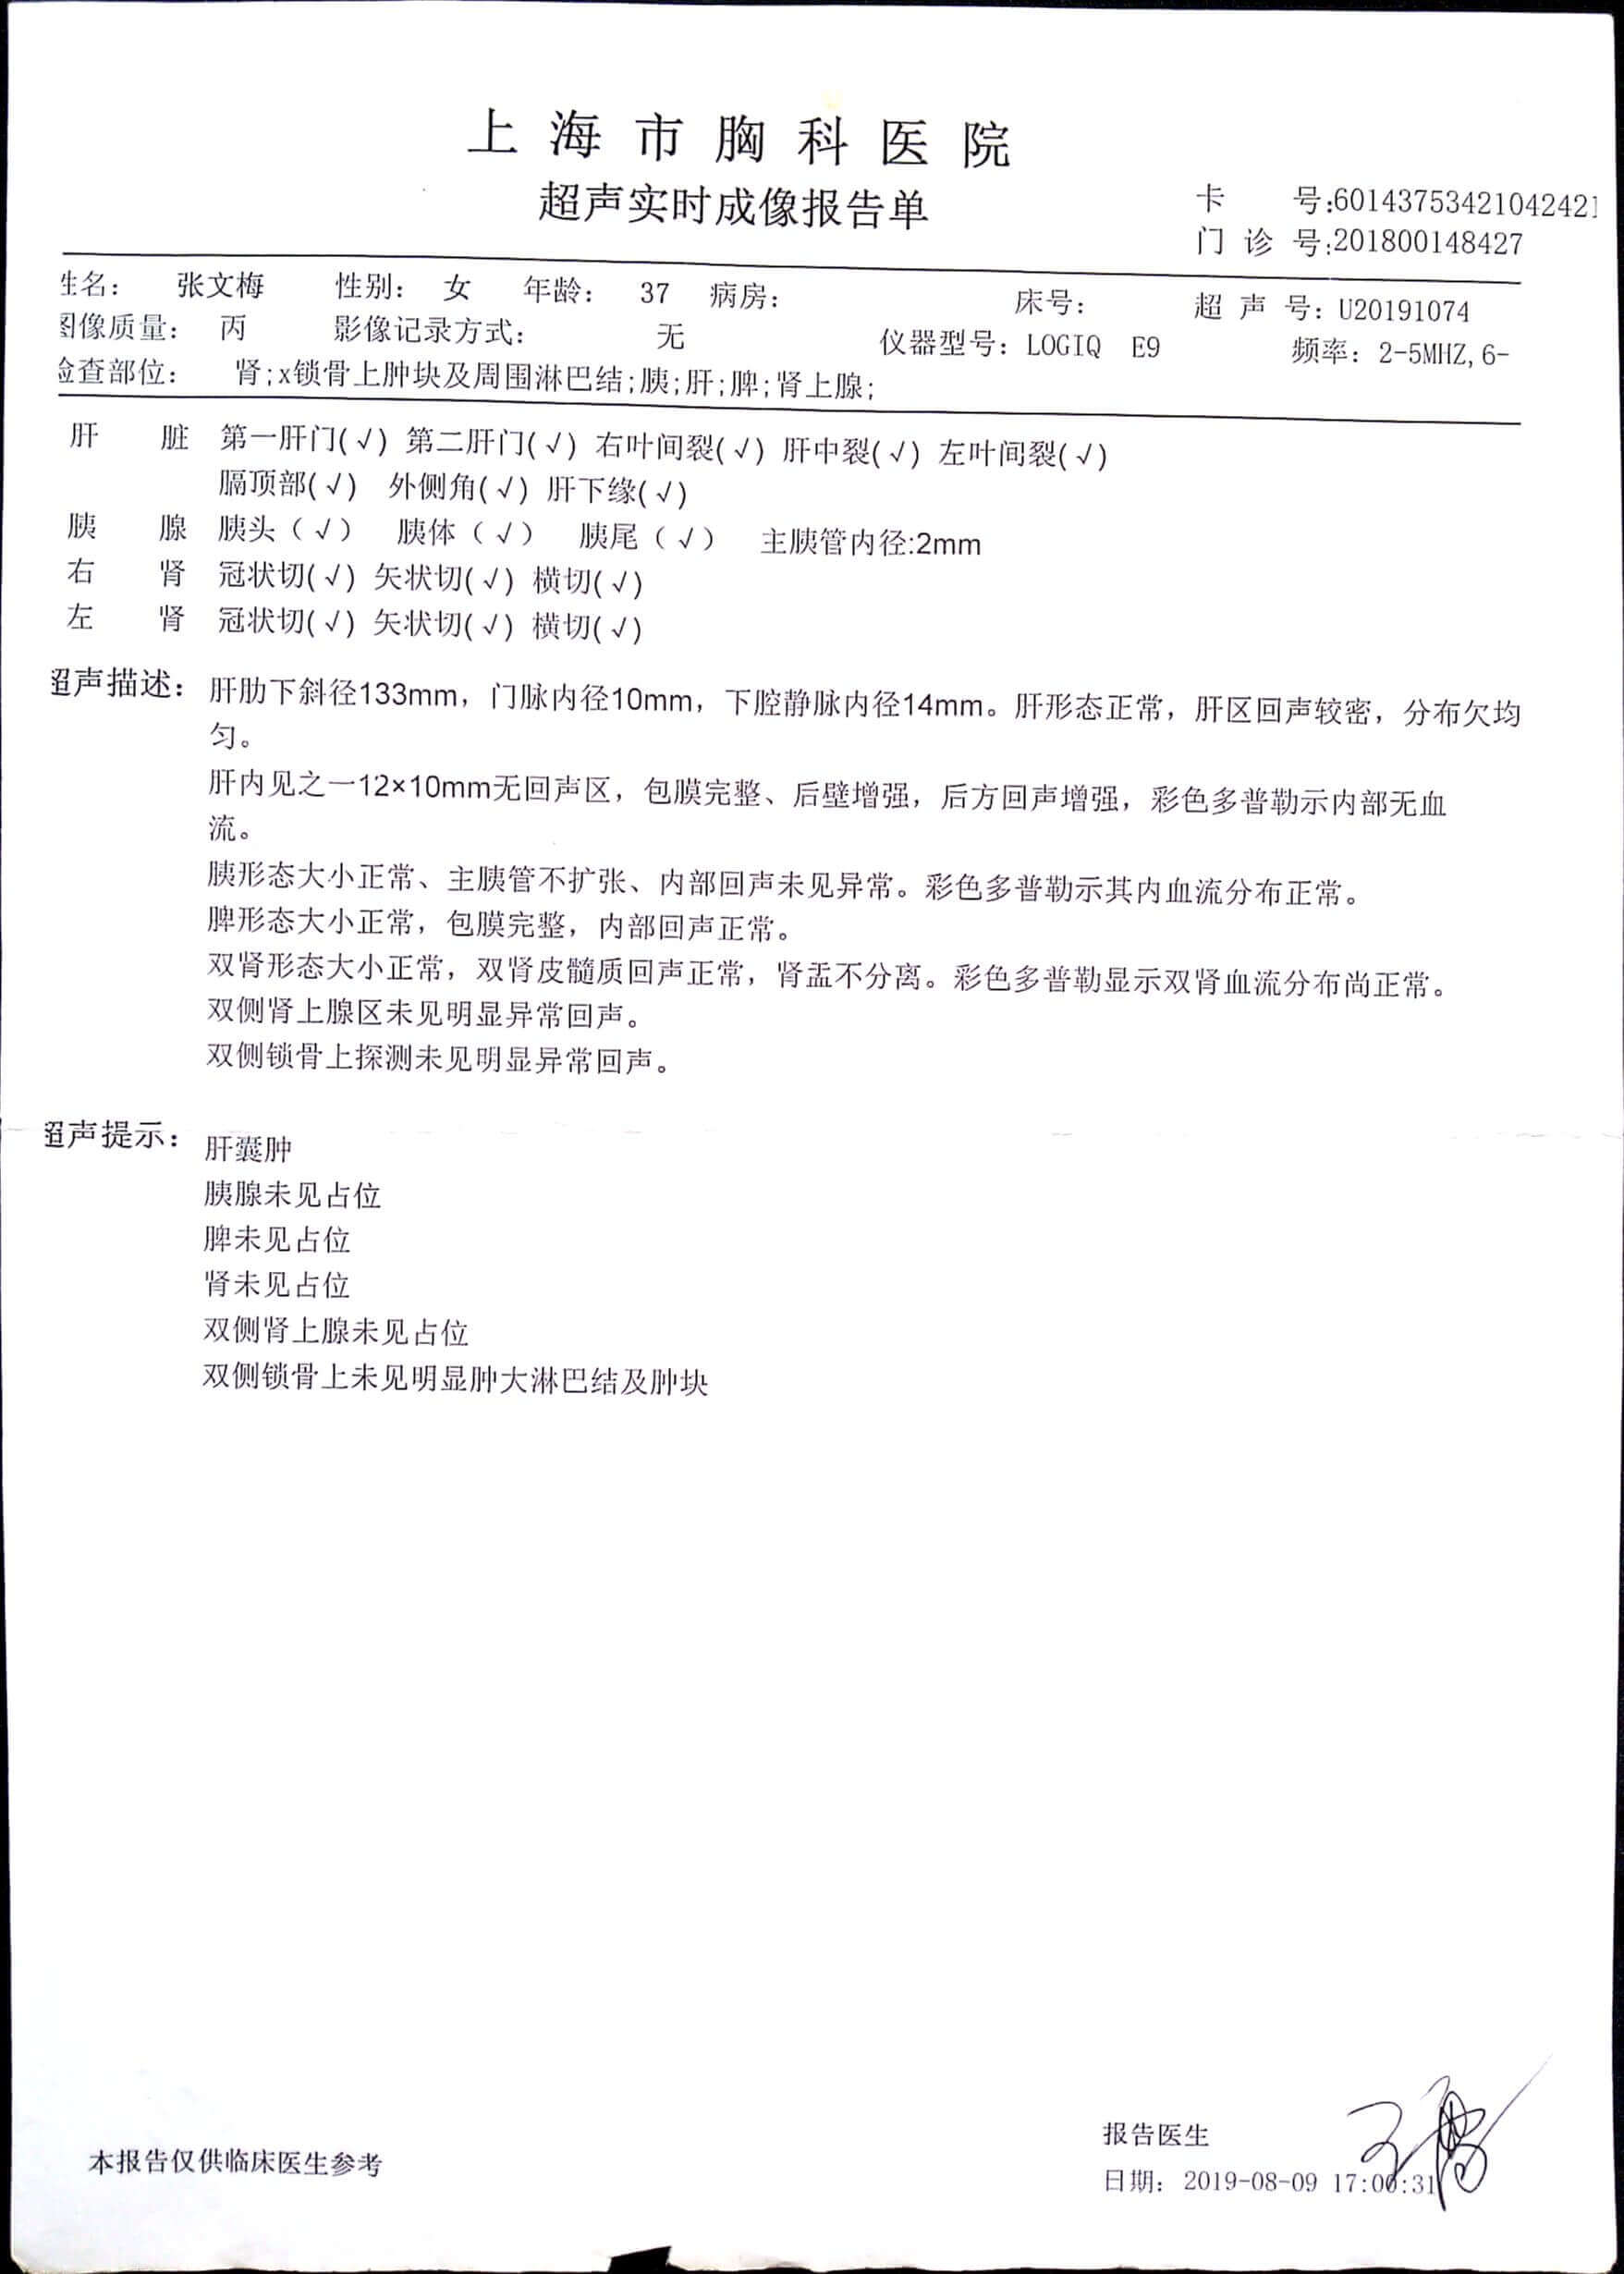 上海市胸科医院
超声实时成像报告单
卡 号:6014375342104242]
门 诊 号:201800148427
姓名: 张文梅 性别: 女 年龄: 37 病房: 床号: 超 声 号: U20191074
图像质量: 丙 影像记录方式: 无 仪器型号: LOGIQ E9 频率: 2-5MHZ,6-
检查部位: 肾;x锁骨上肿块及周围淋巴结;胰;肝;脾;肾上腺;
肝 脏 第一肝门(√) 第二肝门(√) 右叶间裂(√) 肝中裂(√) 左叶间裂(√)
膈顶部(√) 外侧角(√) 肝下缘(√)
胰 腺 胰头（√） 胰体（√） 胰尾（√） 主胰管内径:2mm
右 肾 冠状切(√) 矢状切(√) 横切(√)
左 肾 冠状切(√) 矢状切(√) 横切(√)
超声描述: 肝肋下斜径133mm，门脉内径10mm，下腔静脉内径14mm。肝形态正常，肝区回声较密，分布欠均
匀。
肝内见之一12×10mm无回声区，包膜完整、后壁增强，后方回声增强，彩色多普勒示内部无血
流。
胰形态大小正常、主胰管不扩张、内部回声未见异常。彩色多普勒示其内血流分布正常。
脾形态大小正常，包膜完整，内部回声正常。
双肾形态大小正常，双肾皮髓质回声正常，肾盂不分离。彩色多普勒显示双肾血流分布尚正常。
双侧肾上腺区未见明显异常回声。
双侧锁骨上探测未见明显异常回声。
超声提示: 肝囊肿
胰腺未见占位
脾未见占位
肾未见占位
双侧肾上腺未见占位
双侧锁骨上未见明显肿大淋巴结及肿块
报告医生
本报告仅供临床医生参考
日期: 2019-08-09 17:00:31